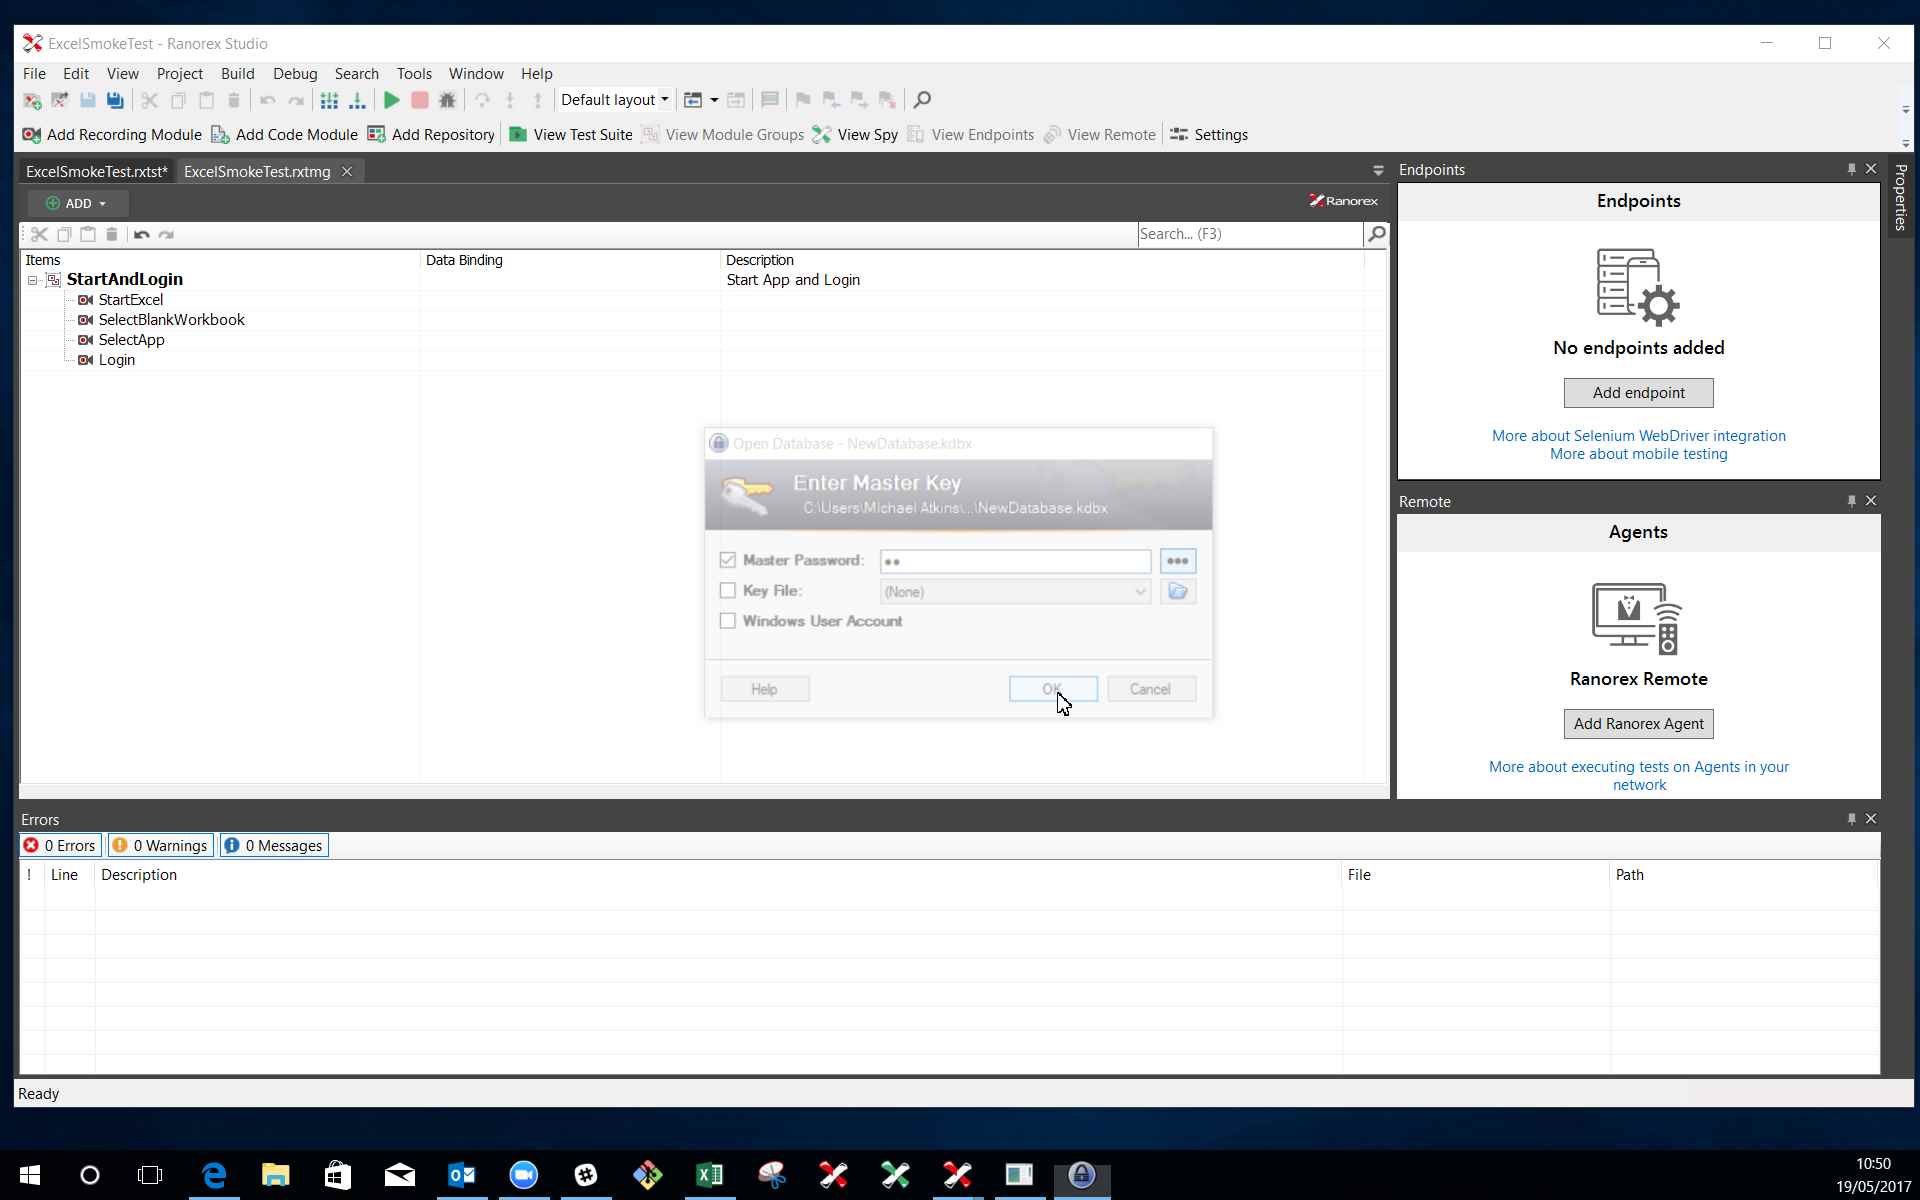 ExcelSmokeTest - Ranorex Studio
File Edit View Project Build Debug Search Tools Window Help
Default layout
Add Recording Module Add Code Module Add Repository View Test Suite View Module Groups View Spy View Endpoints View Remote Settings
ExcelSmokeTest.rxtst* ExcelSmokeTest.rxtmg
ADD
Ranorex
Search... (F3)
Items Data Binding Description
StartAndLogin Start App and Login
StartExcel
SelectBlankWorkbook
SelectApp
Login
Open Database - NewDatabase.kdbx
Enter Master Key
C:\Users\Michael Atkins\...\NewDatabase.kdbx
Master Password:
Key File: (None)
Windows User Account
Help OK Cancel
Endpoints
Endpoints
No endpoints added
Add endpoint
More about Selenium WebDriver integration
More about mobile testing
Properties
Remote
Agents
Ranorex Remote
Add Ranorex Agent
More about executing tests on Agents in your
network
Errors
0 Errors 0 Warnings 0 Messages
! Line Description File Path
Ready
10:50
19/05/2017